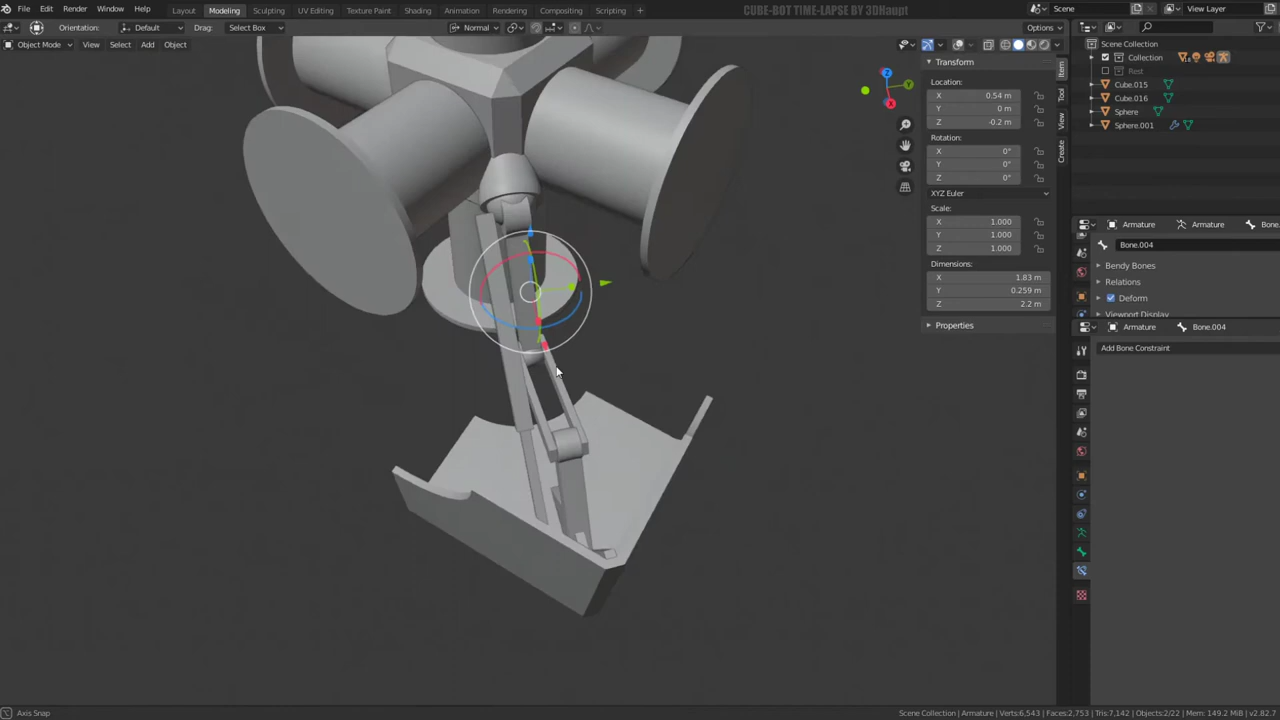 File Edit Render Window Help Layout Modeling Sculpting UV Editing Texture Paint Shading Animation Rendering Compositing Scripting + CUBE-BOT TIME-LAPSE BY 3DHaupt Scene View Layer
Orientation: Default Drag: Select Box Normal Options
Object Mode View Select Add Object
Transform
Location:
X 0.54 m
Y 0 m
Z -0.2 m
Rotation:
X 0°
Y 0°
Z 0°
XYZ Euler
Scale:
X 1.000
Y 1.000
Z 1.000
Dimensions:
X 1.83 m
Y 0.259 m
Z 2.2 m
Properties
Item
Tool
View
Create
Z
Y
X
Scene Collection
Collection
Rest
Cube.015
Cube.016
Sphere
Sphere.001
Armature Armature Bone.
Bone.004
Bendy Bones
Relations
Deform
Viewport Display
Armature Bone.004
Add Bone Constraint
Axis Snap
Scene Collection | Armature | Verts:6,543 | Faces:2,753 | Tris:7,142 | Objects:2/22 | Mem: 149.2 MiB | v2.82.7